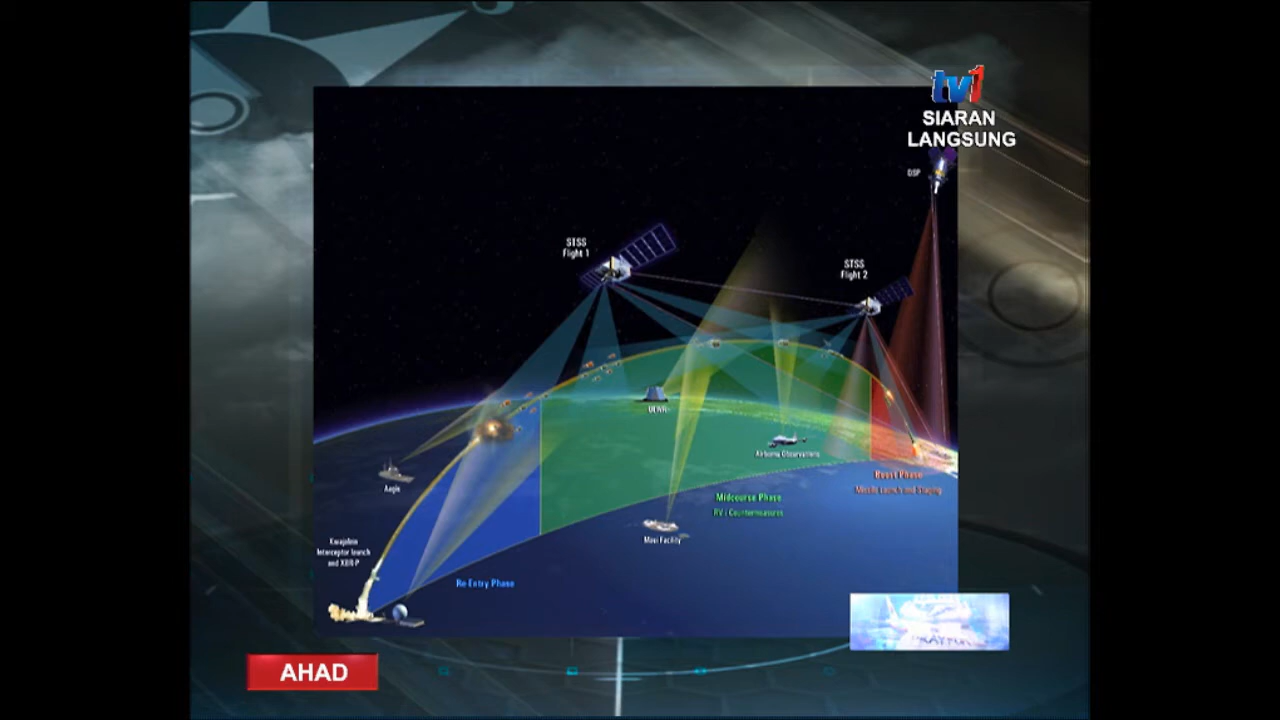 tv1
SIARAN
LANGSUNG
DSP
STSS
Flight 1
STSS
Flight 2
UEWR
Aegis
Airborne Observations
Boost Phase
Missile Launch and Staging
Midcourse Phase
RV / Countermeasures
Maui Facility
Kwajalein
Interceptor launch
and XBR-P
Re-Entry Phase
AHAD